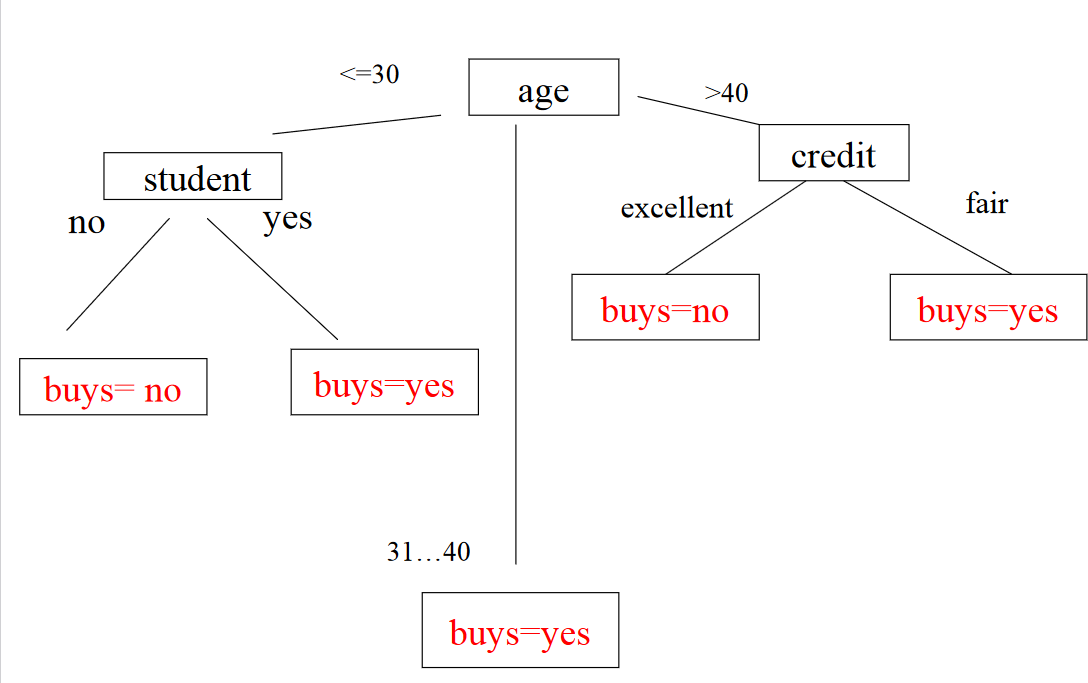 <=30
age
>40
student
credit
no
yes
excellent
fair
buys=no
buys=yes
buys= no
buys=yes
31…40
buys=yes